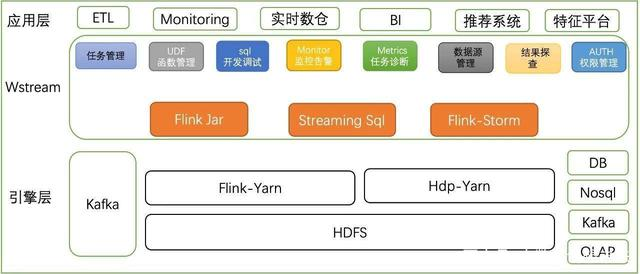 应用层
ETL
Monitoring
实时数仓
BI
推荐系统
特征平台
Wstream
任务管理
UDF
函数管理
sql
开发调试
Monitor
监控告警
Metrics
任务诊断
数据源
管理
结果探
查
AUTH
权限管理
Flink Jar
Streaming Sql
Flink-Storm
引擎层
Kafka
Flink-Yarn
Hdp-Yarn
HDFS
DB
Nosql
Kafka
OLAP